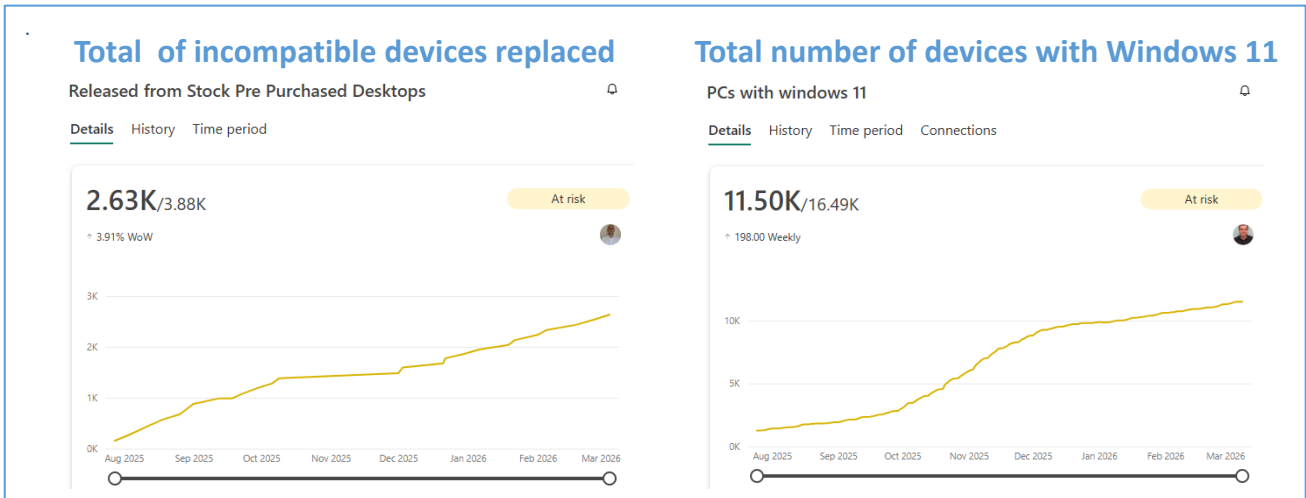 Total of incompatible devices replaced
Released from Stock Pre Purchased Desktops
Details History Time period
2.63K/3.88K
At risk
↑ 3.91% WoW
3K
2K
1K
0K
Aug 2025 Sep 2025 Oct 2025 Nov 2025 Dec 2025 Jan 2026 Feb 2026 Mar 2026
Total number of devices with Windows 11
PCs with windows 11
Details History Time period Connections
11.50K/16.49K
At risk
↑ 198.00 Weekly
10K
5K
0K
Aug 2025 Sep 2025 Oct 2025 Nov 2025 Dec 2025 Jan 2026 Feb 2026 Mar 2026